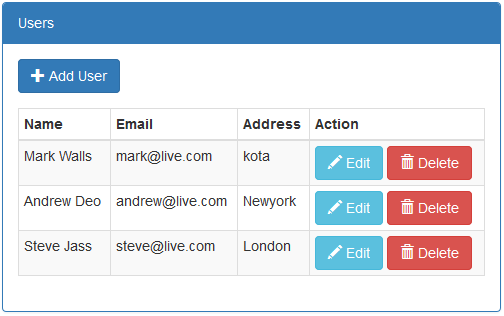 Users
Add User
Name Email Address Action
Mark Walls mark@live.com kota Edit Delete
Andrew Deo andrew@live.com Newyork Edit Delete
Steve Jass steve@live.com London Edit Delete